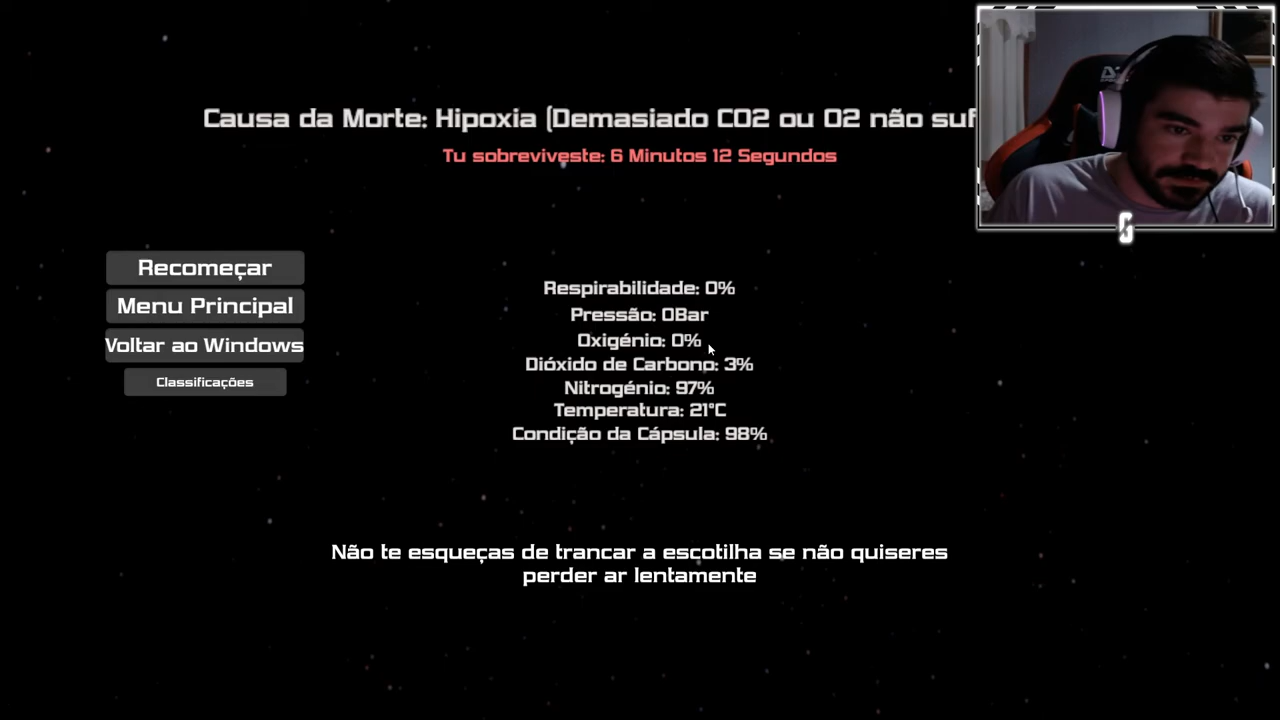 Causa da Morte: Hipoxia (Demasiado CO2 ou O2 não suf
Tu sobreviveste: 6 Minutos 12 Segundos
Recomeçar
Menu Principal
Voltar ao Windows
Classificações
Respirabilidade: 0%
Pressão: 0Bar
Oxigénio: 0%
Dióxido de Carbono: 3%
Nitrogénio: 97%
Temperatura: 21°C
Condição da Cápsula: 98%
Não te esqueças de trancar a escotilha se não quiseres
perder ar lentamente